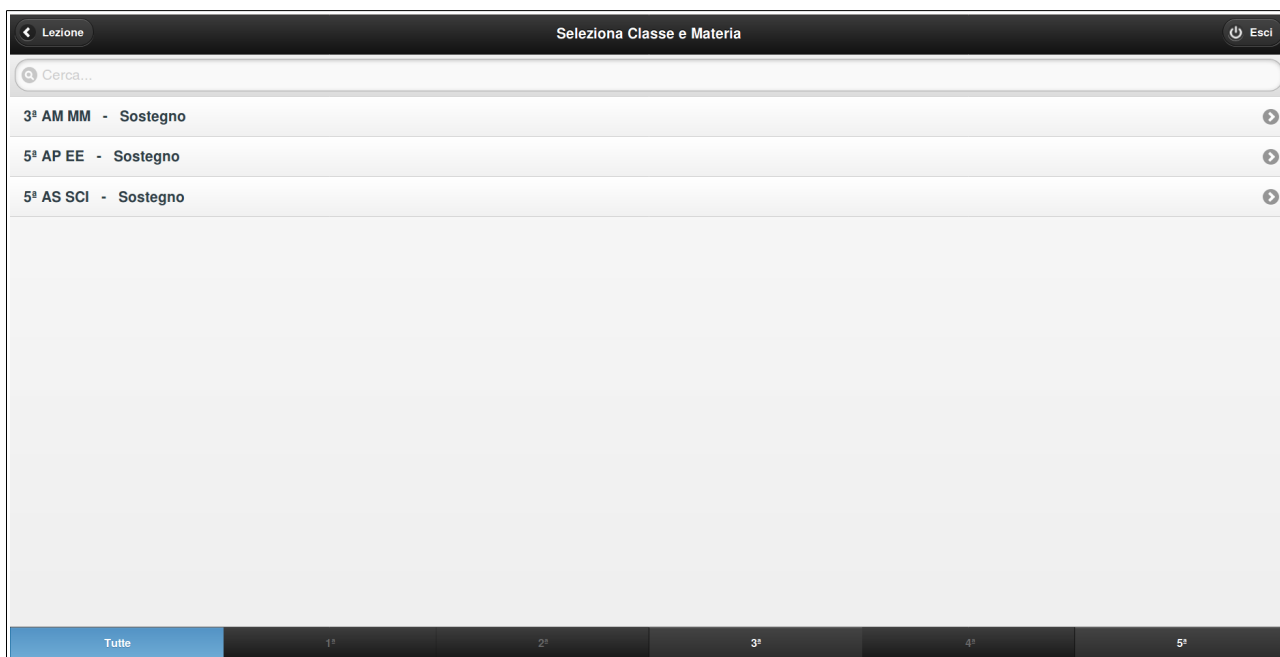 Lezione Seleziona Classe e Materia Esci
Cerca...
3ª AM MM - Sostegno
5ª AP EE - Sostegno
5ª AS SCI - Sostegno
Tutte 1ª 2ª 3ª 4ª 5ª